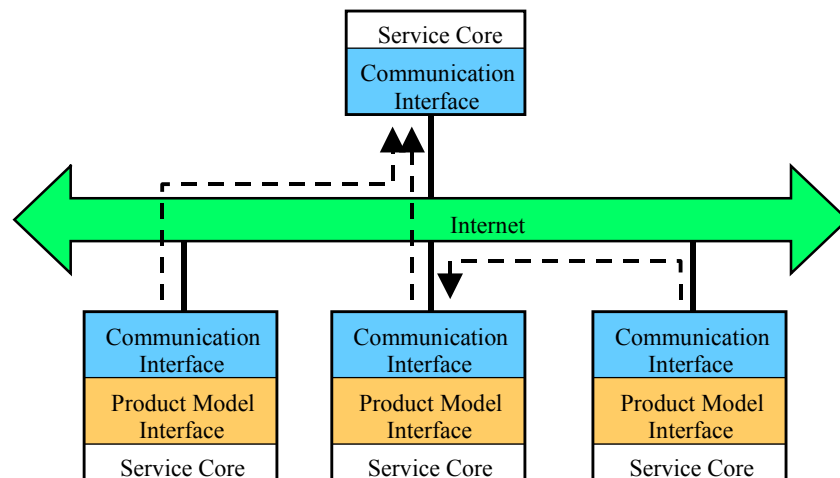 Service Core
Communication
Interface
Internet
Communication
Interface
Product Model
Interface
Service Core
Communication
Interface
Product Model
Interface
Service Core
Communication
Interface
Product Model
Interface
Service Core